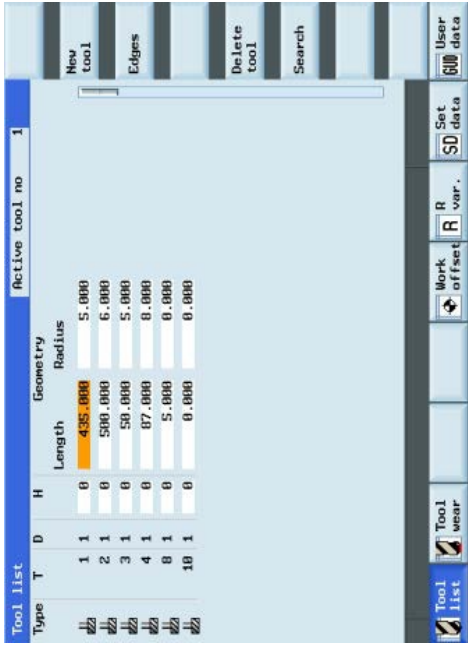 Tool list
Active tool no 1
Type T D H Geometry
Length Radius
1 1 0 435.000 5.000
2 1 0 500.000 6.000
3 1 0 50.000 5.000
4 1 0 87.000 8.000
8 1 0 5.000 0.000
10 1 0 0.000 0.000
New
tool
Edges
Delete
tool
Search
Tool
list
Tool
wear
Work
offset
R R
var.
SD Set
data
GUD User
data